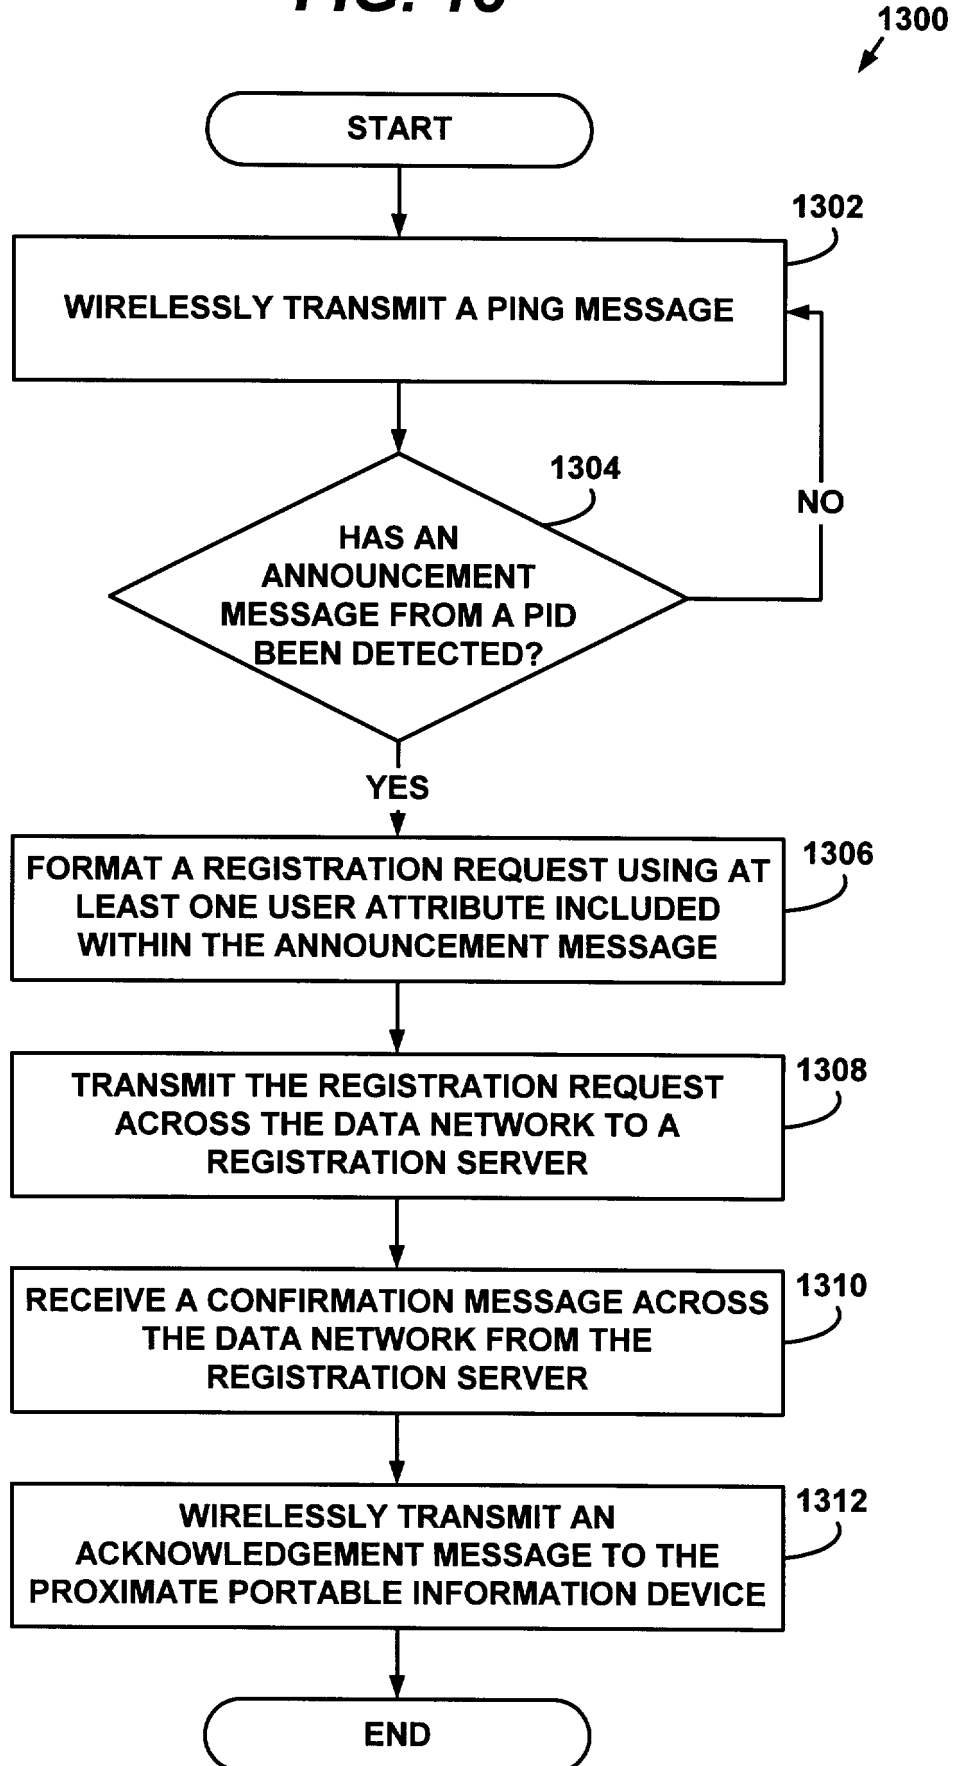 1300
START
1302
WIRELESSLY TRANSMIT A PING MESSAGE
1304
NO
HAS AN
ANNOUNCEMENT
MESSAGE FROM A PID
BEEN DETECTED?
YES
FORMAT A REGISTRATION REQUEST USING AT
LEAST ONE USER ATTRIBUTE INCLUDED
WITHIN THE ANNOUNCEMENT MESSAGE
1306
TRANSMIT THE REGISTRATION REQUEST
ACROSS THE DATA NETWORK TO A
REGISTRATION SERVER
1308
RECEIVE A CONFIRMATION MESSAGE ACROSS
THE DATA NETWORK FROM THE
REGISTRATION SERVER
1310
WIRELESSLY TRANSMIT AN
ACKNOWLEDGEMENT MESSAGE TO THE
PROXIMATE PORTABLE INFORMATION DEVICE
1312
END